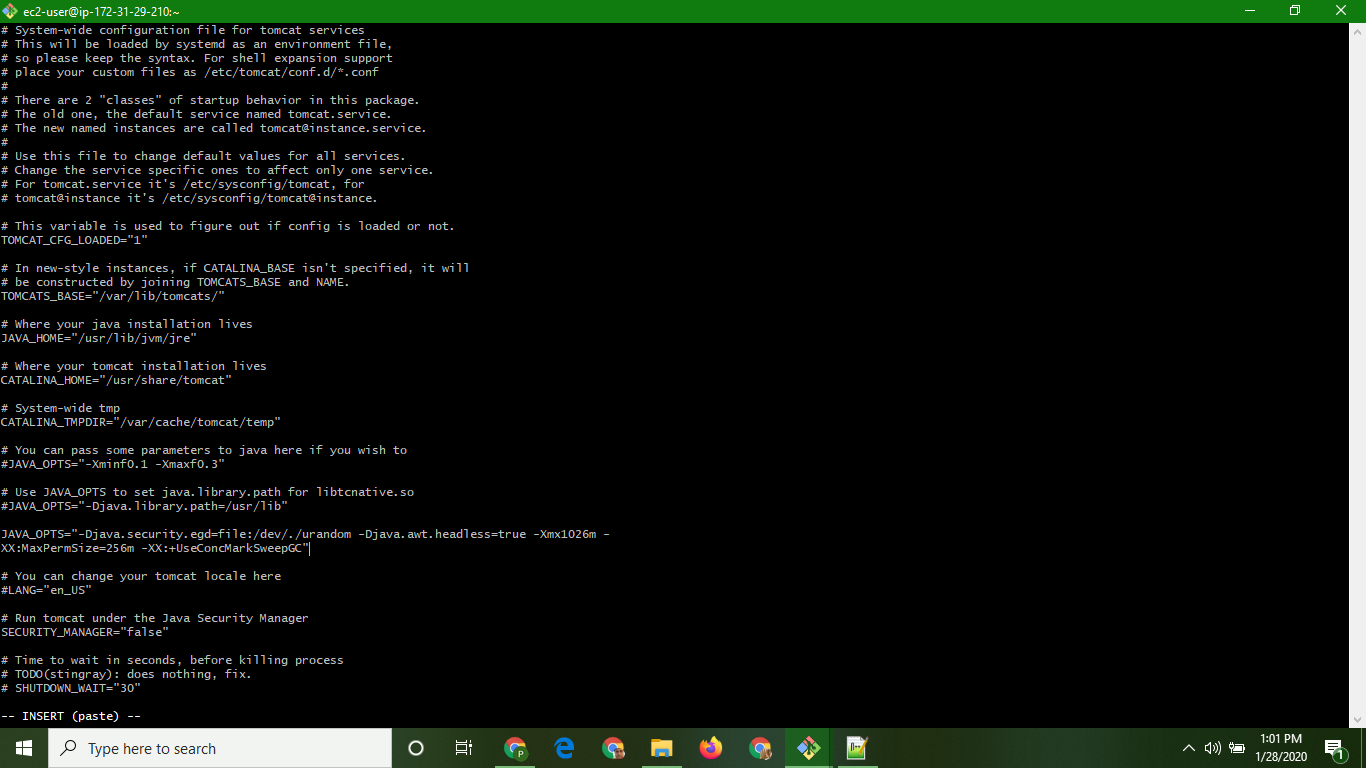 ec2-user@ip-172-31-29-210:~
# System-wide configuration file for tomcat services
# This will be loaded by systemd as an environment file,
# so please keep the syntax. For shell expansion support
# place your custom files as /etc/tomcat/conf.d/*.conf
#
# There are 2 "classes" of startup behavior in this package.
# The old one, the default service named tomcat.service.
# The new named instances are called tomcat@instance.service.
#
# Use this file to change default values for all services.
# Change the service specific ones to affect only one service.
# For tomcat.service it's /etc/sysconfig/tomcat, for
# tomcat@instance it's /etc/sysconfig/tomcat@instance.
# This variable is used to figure out if config is loaded or not.
TOMCAT_CFG_LOADED="1"
# In new-style instances, if CATALINA_BASE isn't specified, it will
# be constructed by joining TOMCATS_BASE and NAME.
TOMCATS_BASE="/var/lib/tomcats/"
# Where your java installation lives
JAVA_HOME="/usr/lib/jvm/jre"
# Where your tomcat installation lives
CATALINA_HOME="/usr/share/tomcat"
# System-wide tmp
CATALINA_TMPDIR="/var/cache/tomcat/temp"
# You can pass some parameters to java here if you wish to
#JAVA_OPTS="-Xminf0.1 -Xmaxf0.3"
# Use JAVA_OPTS to set java.library.path for libtcnative.so
#JAVA_OPTS="-Djava.library.path=/usr/lib"
JAVA_OPTS="-Djava.security.egd=file:/dev/./urandom -Djava.awt.headless=true -Xmx1026m -
XX:MaxPermSize=256m -XX:+UseConcMarkSweepGC"
# You can change your tomcat locale here
#LANG="en_US"
# Run tomcat under the Java Security Manager
SECURITY_MANAGER="false"
# Time to wait in seconds, before killing process
# TODO(stingray): does nothing, fix.
# SHUTDOWN_WAIT="30"
-- INSERT (paste) --
Type here to search
P
1:01 PM
1/28/2020
1